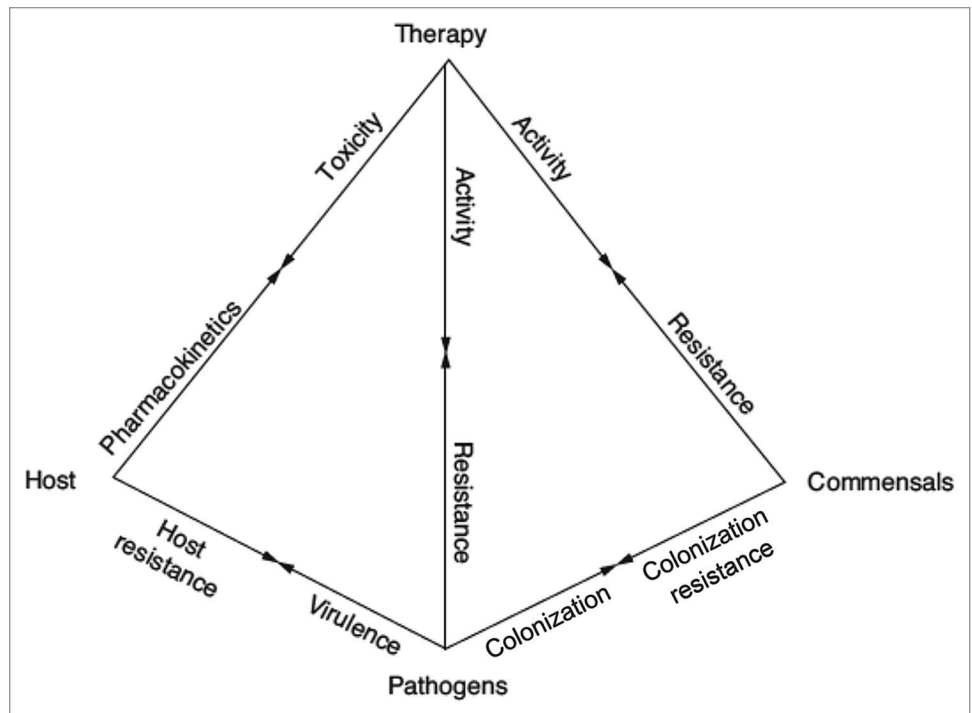 Therapy
Toxicity
Activity
Activity
Pharmacokinetics
Resistance
Resistance
Host
Commensals
Host
resistance
Virulence
Colonization
Colonization
resistance
Pathogens